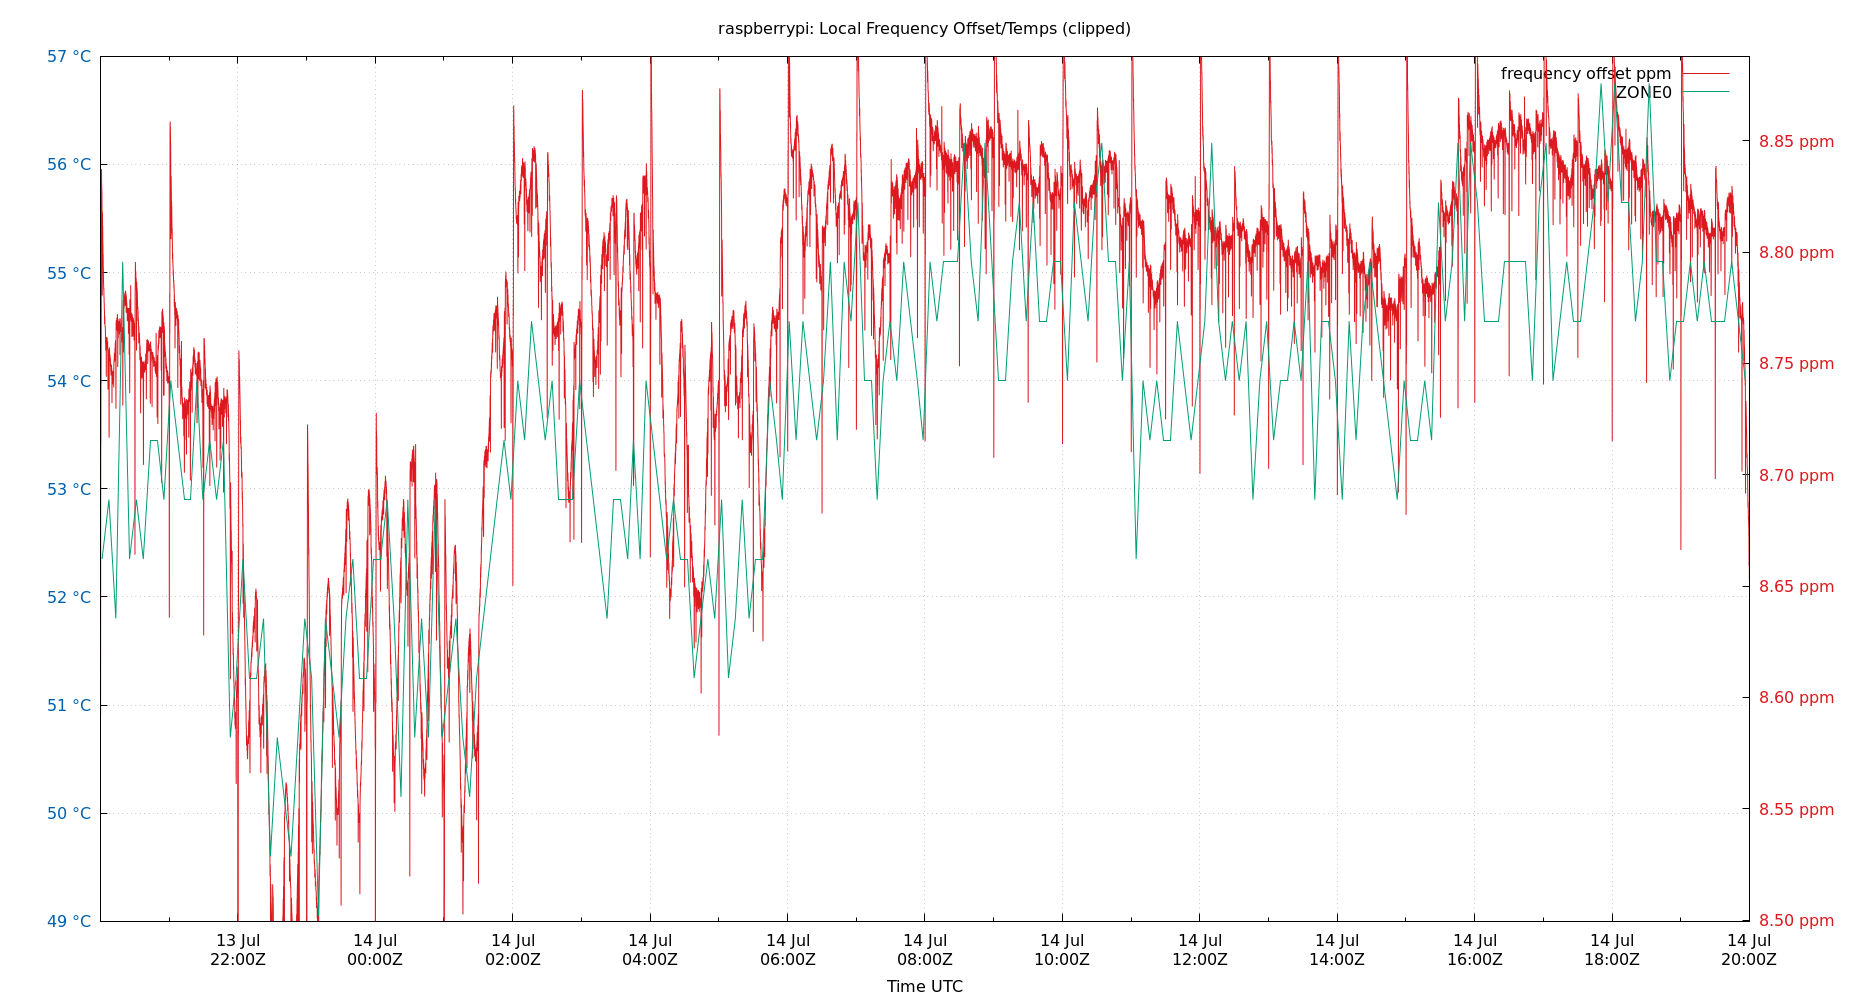 raspberrypi: Local Frequency Offset/Temps (clipped)
57 °C
56 °C
55 °C
54 °C
53 °C
52 °C
51 °C
50 °C
49 °C
frequency offset ppm
ZONE0
8.85 ppm
8.80 ppm
8.75 ppm
8.70 ppm
8.65 ppm
8.60 ppm
8.55 ppm
8.50 ppm
13 Jul
22:00Z
14 Jul
00:00Z
14 Jul
02:00Z
14 Jul
04:00Z
14 Jul
06:00Z
14 Jul
08:00Z
14 Jul
10:00Z
14 Jul
12:00Z
14 Jul
14:00Z
14 Jul
16:00Z
14 Jul
18:00Z
14 Jul
20:00Z
Time UTC